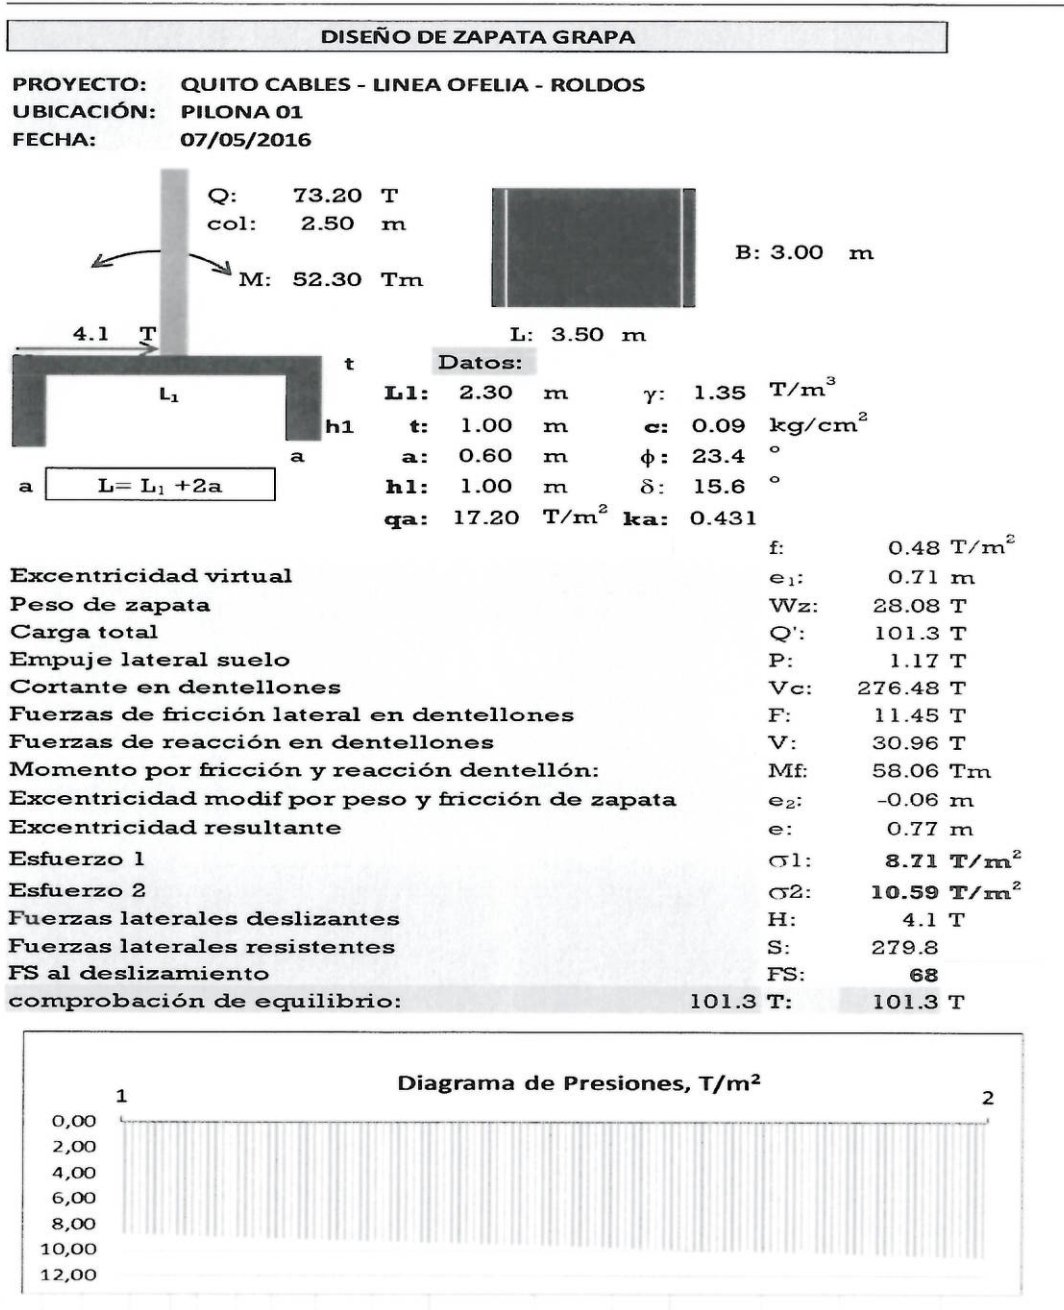 DISEÑO DE ZAPATA GRAPA
PROYECTO: QUITO CABLES - LINEA OFELIA - ROLDOS
UBICACIÓN: PILONA 01
FECHA: 07/05/2016
Q: 73.20 T
col: 2.50 m
M: 52.30 Tm
B: 3.00 m
4.1 T
L: 3.50 m
t Datos:
L₁ L1: 2.30 m γ: 1.35 T/m³
h1 t: 1.00 m c: 0.09 kg/cm²
a a: 0.60 m ϕ: 23.4 °
a L= L₁ +2a h1: 1.00 m δ: 15.6 °
qa: 17.20 T/m² ka: 0.431
f: 0.48 T/m²
Excentricidad virtual e₁: 0.71 m
Peso de zapata Wz: 28.08 T
Carga total Q': 101.3 T
Empuje lateral suelo P: 1.17 T
Cortante en dentellones Vc: 276.48 T
Fuerzas de fricción lateral en dentellones F: 11.45 T
Fuerzas de reacción en dentellones V: 30.96 T
Momento por fricción y reacción dentellón: Mf: 58.06 Tm
Excentricidad modif por peso y fricción de zapata e₂: -0.06 m
Excentricidad resultante e: 0.77 m
Esfuerzo 1 σ1: 8.71 T/m²
Esfuerzo 2 σ2: 10.59 T/m²
Fuerzas laterales deslizantes H: 4.1 T
Fuerzas laterales resistentes S: 279.8
FS al deslizamiento FS: 68
comprobación de equilibrio: 101.3 T: 101.3 T
Diagrama de Presiones, T/m²
1 2
0,00
2,00
4,00
6,00
8,00
10,00
12,00